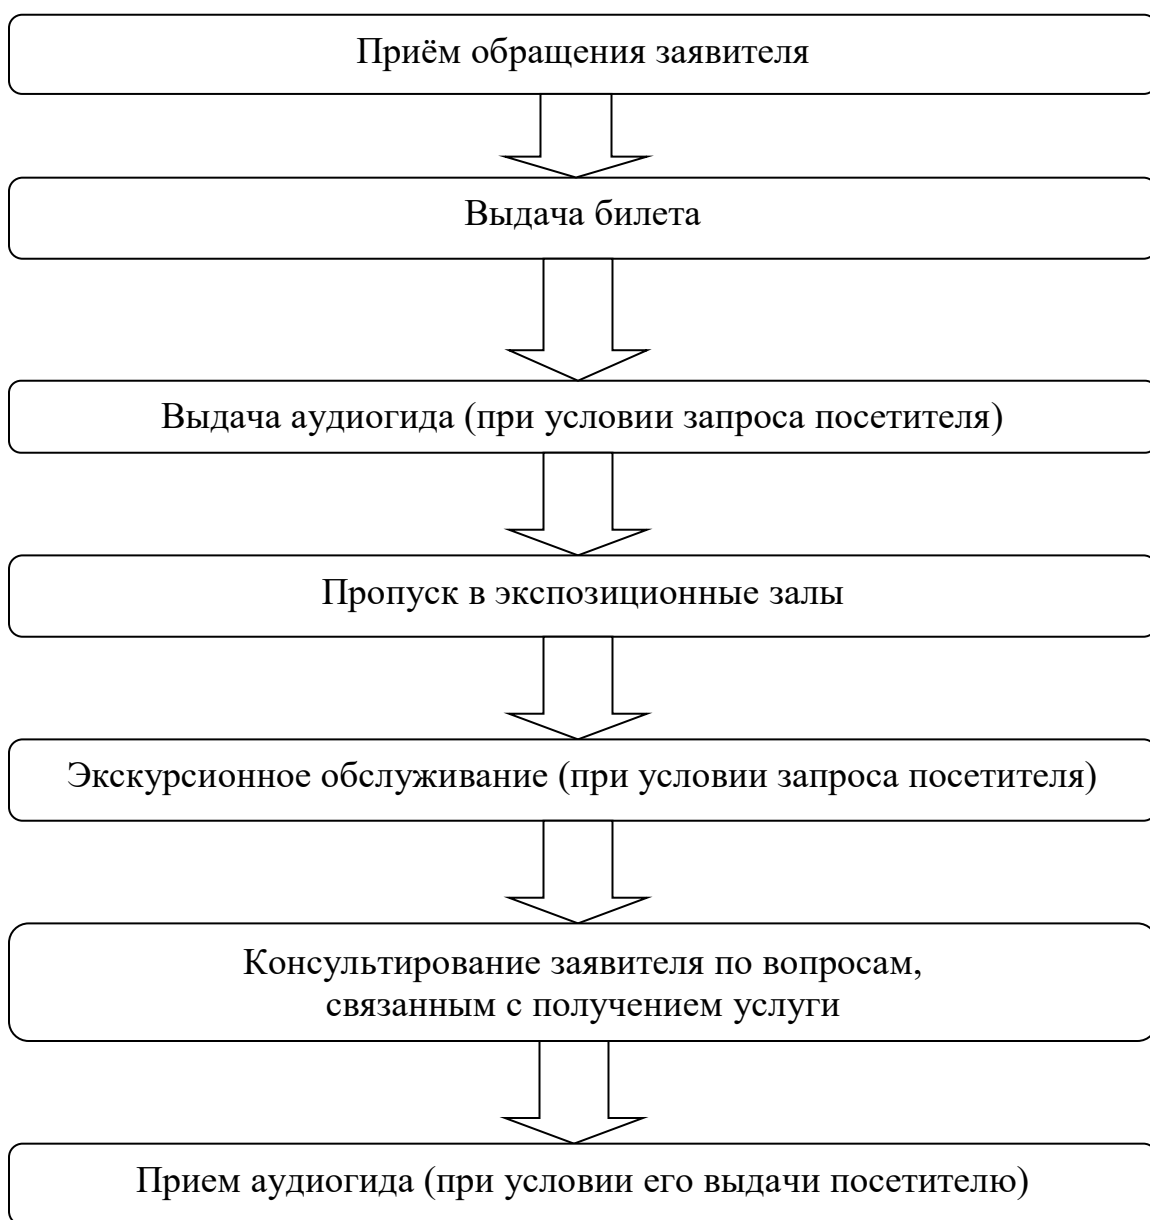 Приём обращения заявителя
Выдача билета
Выдача аудиогида (при условии запроса посетителя)
Пропуск в экспозиционные залы
Экскурсионное обслуживание (при условии запроса посетителя)
Консультирование заявителя по вопросам,
связанным с получением услуги
Прием аудиогида (при условии его выдачи посетителю)